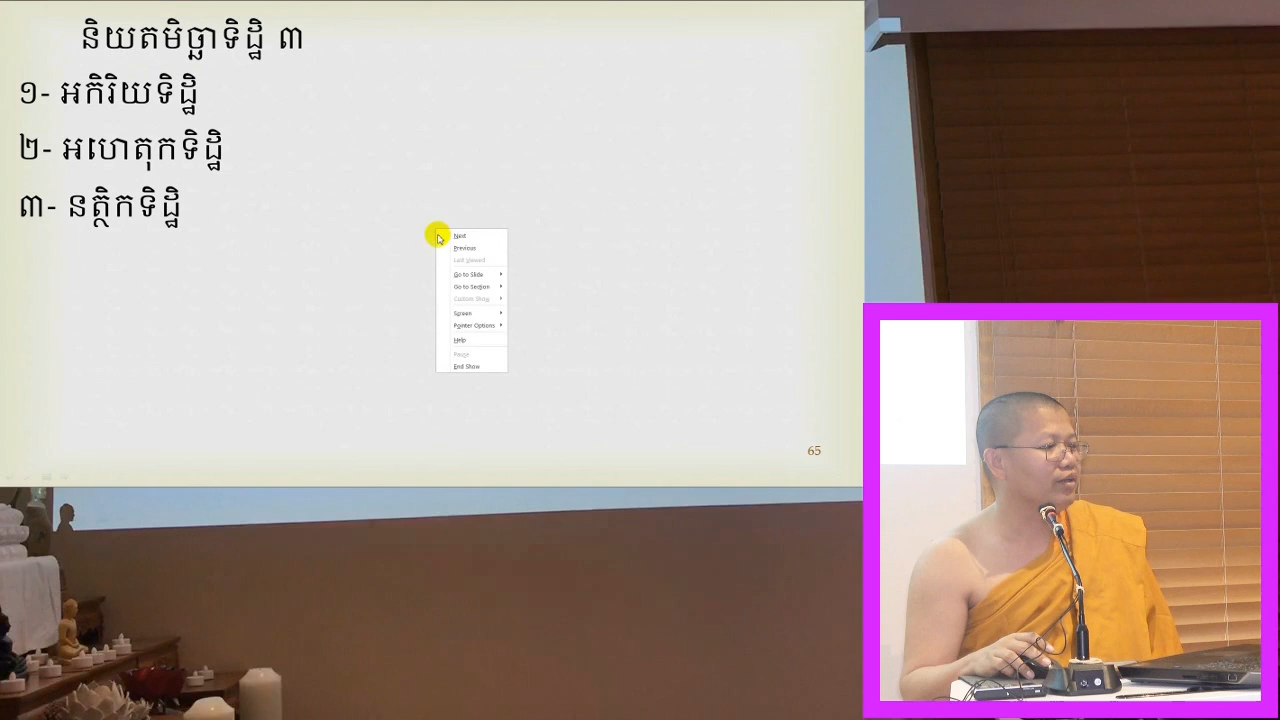 និយតមិច្ឆាទិដ្ឋិ ៣
១- អកិរិយទិដ្ឋិ
២- អហេតុកទិដ្ឋិ
៣- នត្ថិកទិដ្ឋិ
Next
Previous
Last Viewed
Go to Slide
Go to Section
Custom Show
Screen
Pointer Options
Help
Pause
End Show
65